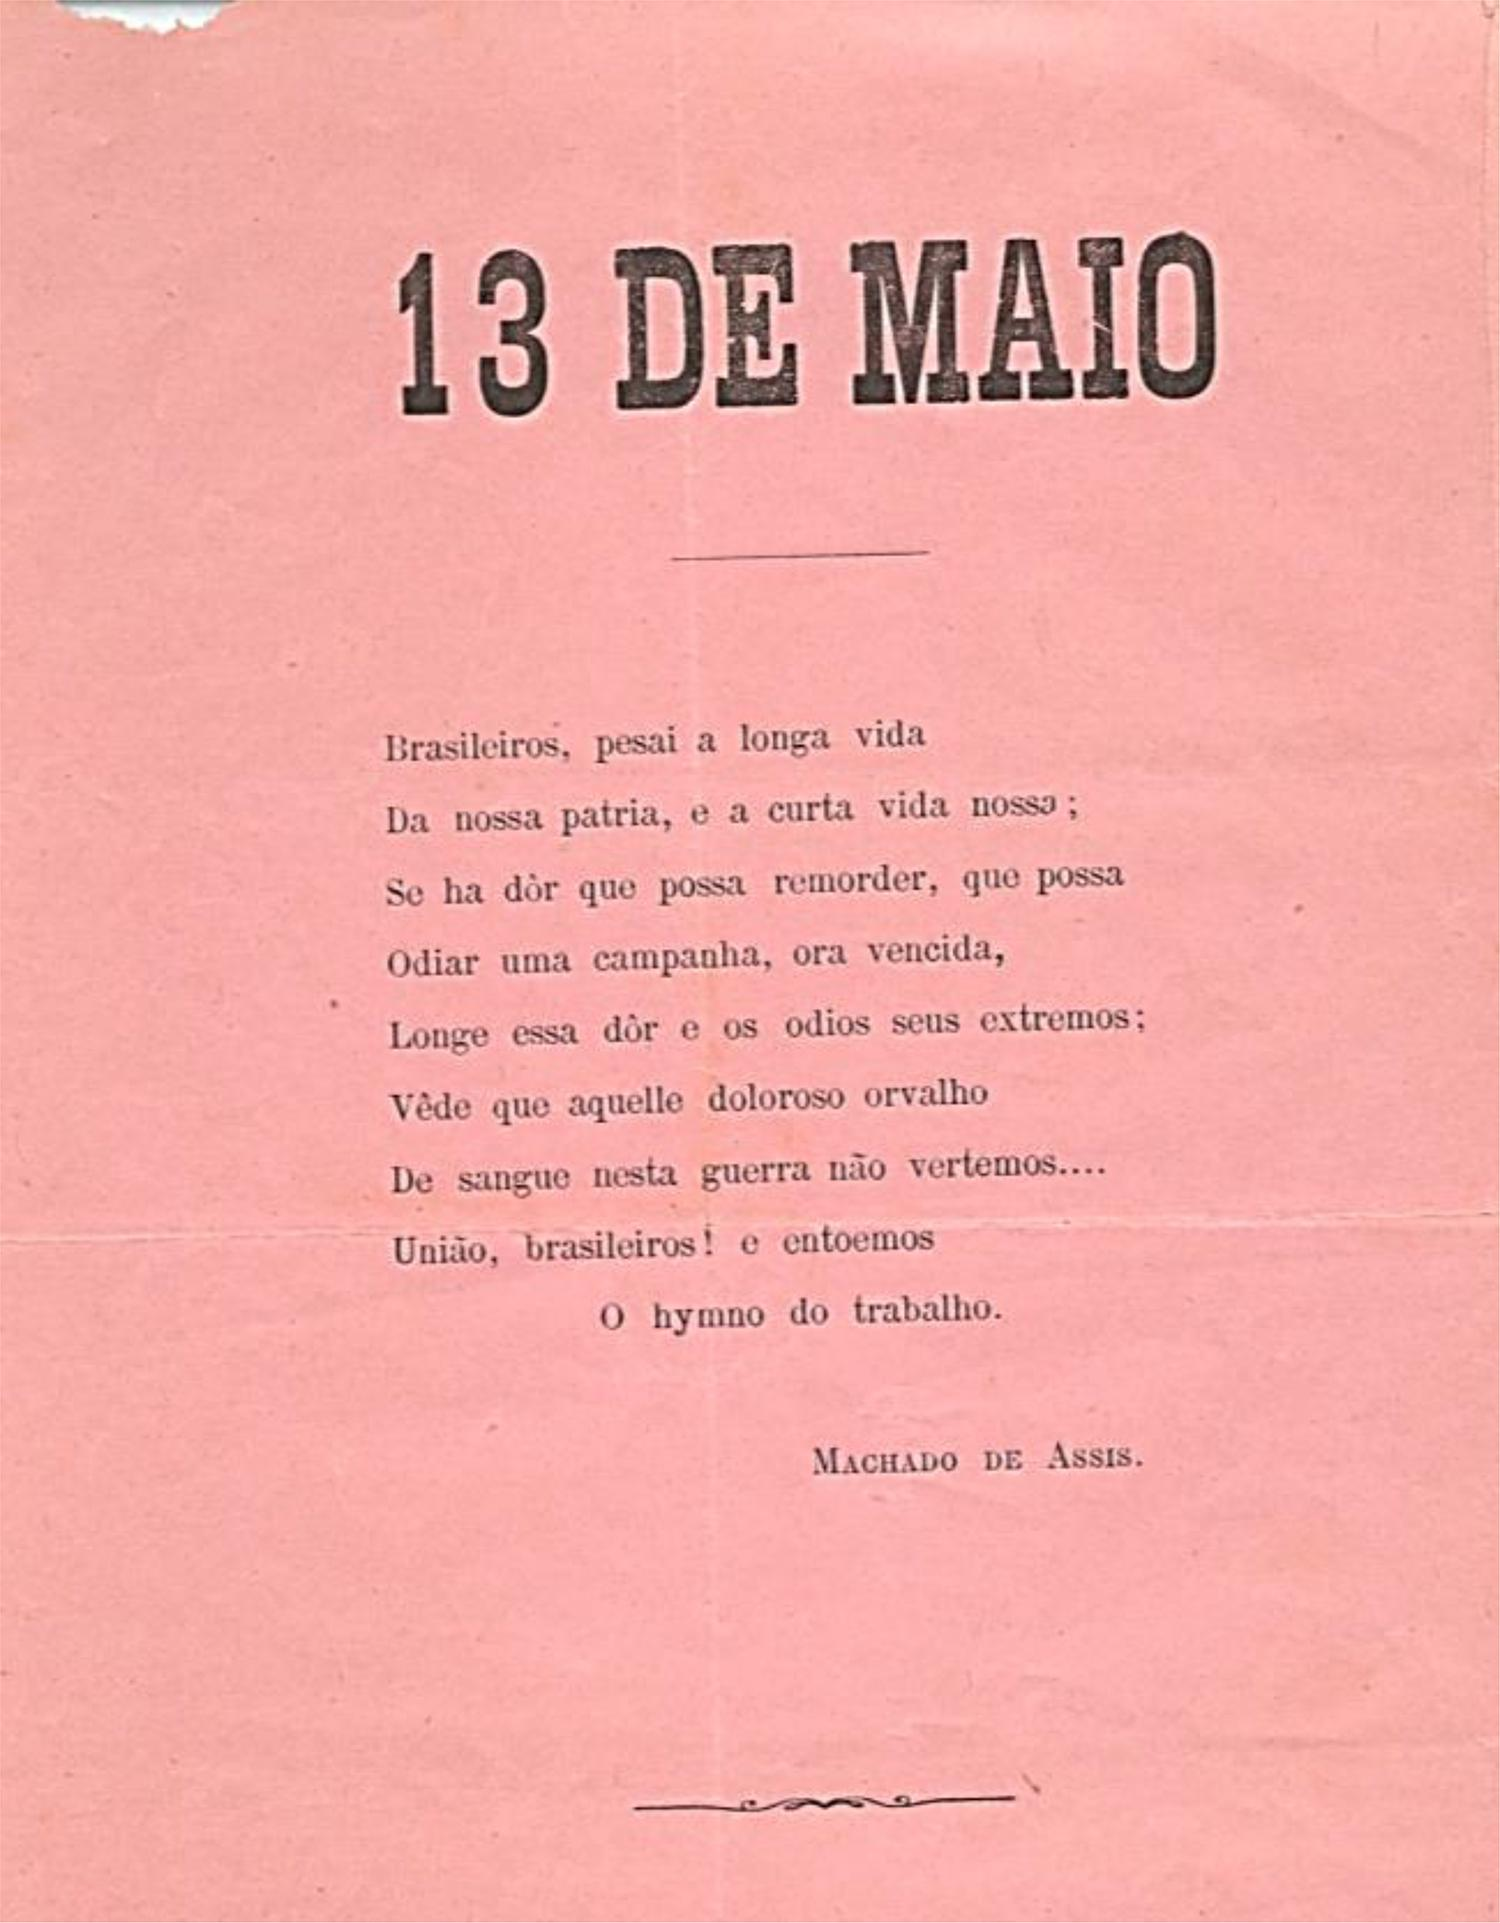 13 DE MAIO
Brasileiros, pesai a longa vida
Da nossa patria, e a curta vida nossa ;
Se ha dôr que possa remorder, que possa
Odiar uma campanha, ora vencida,
Longe essa dôr e os odios seus extremos;
Vêde que aquelle doloroso orvalho
De sangue nesta guerra não vertemos....
União, brasileiros! e entoemos
O hymno do trabalho.
MACHADO DE ASSIS.